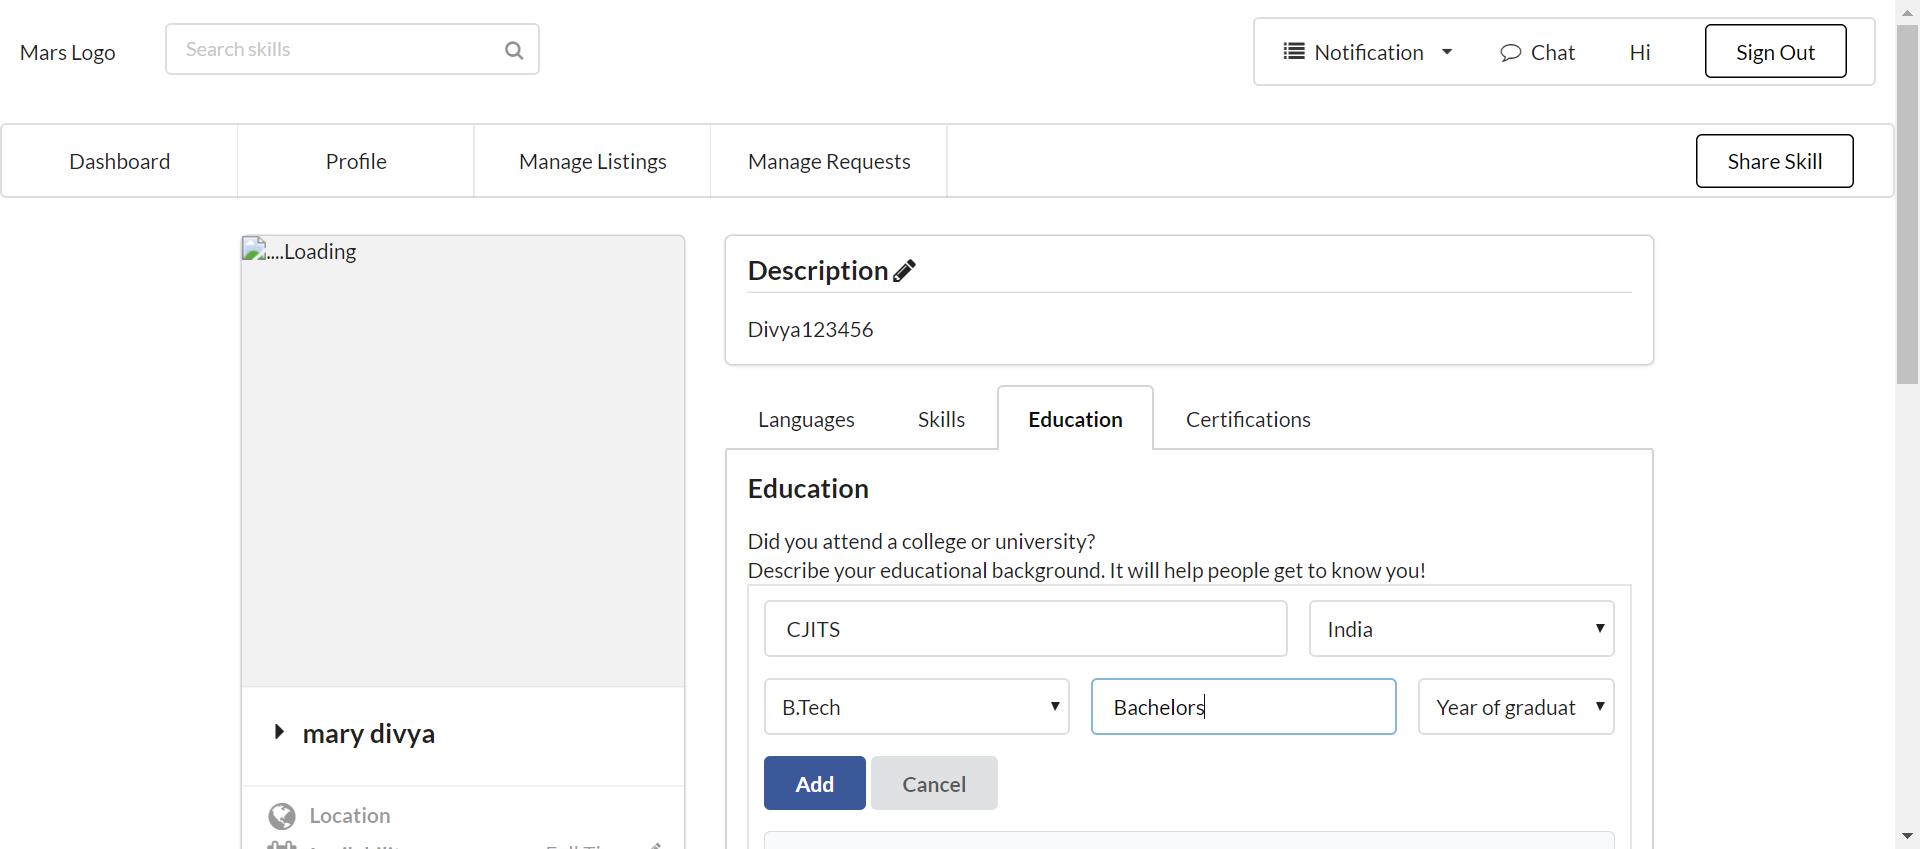 Mars Logo
Search skills
Notification
Chat
Hi
Sign Out
Dashboard
Profile
Manage Listings
Manage Requests
Share Skill
....Loading
Description
Divya123456
Languages
Skills
Education
Certifications
Education
Did you attend a college or university?
Describe your educational background. It will help people get to know you!
CJITS
India
B.Tech
Bachelors
Year of graduat
Add
Cancel
mary divya
Location